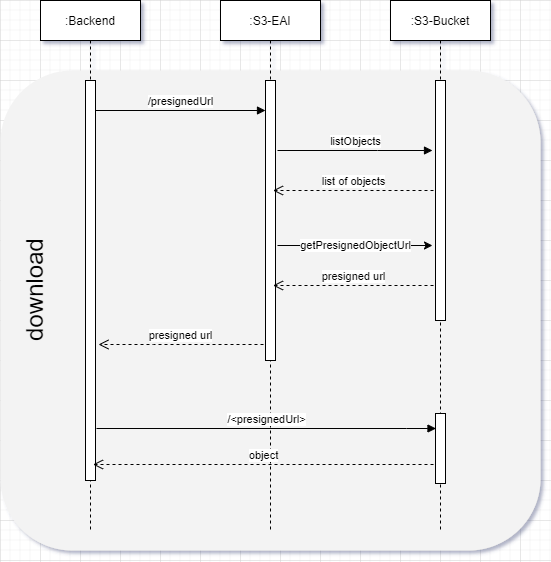 :Backend
:S3-EAI
:S3-Bucket
/presignedUrl
listObjects
list of objects
getPresignedObjectUrl
presigned url
presigned url
download
/<presignedUrl>
object